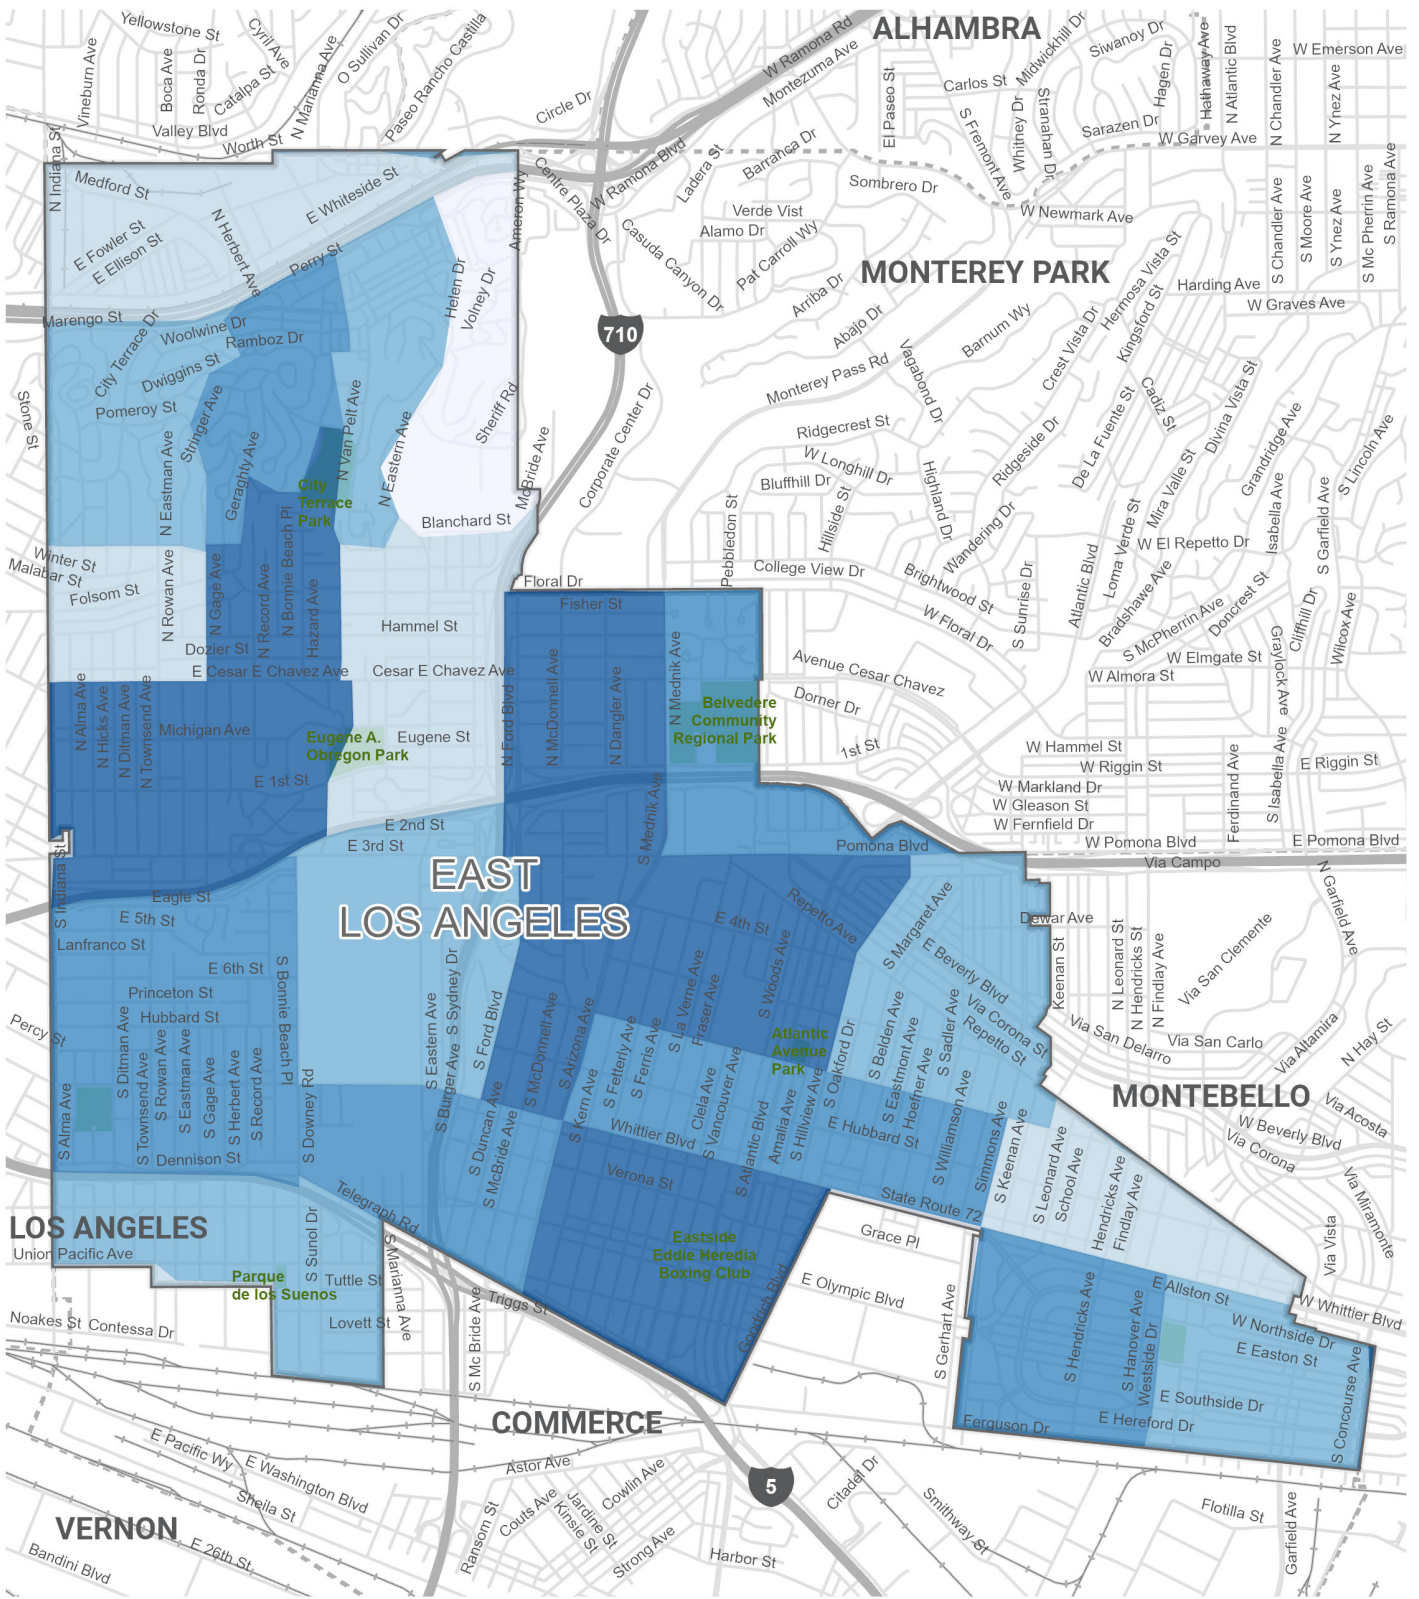 Yellowstone St
Cyril Ave
O Sullivan Dr
Paseo Rancho Castilla
W Ramona Rd
ALHAMBRA
Midwickhill Dr
Siwanoy Dr
Hathaway Ave
N Atlantic Blvd
W Emerson Ave
Vineburn Ave
Boca Ave
Ronda Dr
Catalpa St
N Marianna Ave
Montezuma Ave
El Paseo St
Carlos St
Hagen Dr
N Chandler Ave
N Ynez Ave
Circle Dr
Valley Blvd
Worth St
S Fremont Ave
Whitney Dr
Stranahan Dr
Sarazen Dr
W Garvey Ave
N Indiana St
Medford St
E Whiteside St
Ameron Wy
Centre Plaza Dr
W Ramona Blvd
Ladera St
Barranca Dr
Sombrero Dr
Verde Vist
Alamo Dr
W Newmark Ave
S Chandler Ave
S Moore Ave
S Ynez Ave
S Mc Pherrin Ave
S Ramona Ave
E Fowler St
E Ellison St
N Herbert Ave
Perry St
Casuda Canyon Dr
Pat Carroll Wy
MONTEREY PARK
Hermosa Vista St
Harding Ave
W Graves Ave
Helen Dr
Volney Dr
Arriba Dr
Abajo Dr
Barnum Wy
Crest Vista Dr
Kingsford St
Marengo St
City Terrace Dr
Woolwine Dr
Ramboz Dr
710
Dwiggins St
Pomeroy St
Stringer Ave
Monterey Pass Rd
Vagabond Dr
Cadiz St
Divina Vista St
Stone St
N Eastman Ave
Geraghty Ave
N Van Pelt Ave
N Eastern Ave
Sheriff Rd
McBride Ave
Corporate Center Dr
Ridgecrest St
W Longhill Dr
Bluffhill Dr
Highland Dr
Ridgeside Dr
De La Fuente St
Mira Valle St
Grandridge Ave
S Lincoln Ave
City
Terrace
Park
Blanchard St
Pebbledon St
Hillside St
Wandering Dr
Loma Verde St
W El Repetto Dr
Isabella Ave
S Garfield Ave
Winter St
Malabar St
Folsom St
N Rowan Ave
N Gage Ave
N Record Ave
N Bonnie Beach Pl
Hazard Ave
Floral Dr
College View Dr
Brightwood St
W Floral Dr
S Sunrise Dr
Atlantic Blvd
Bradshawe Ave
S McPherrin Ave
Doncrest St
Cliffhill Dr
Wilcox Ave
Fisher St
Hammel St
Dozier St
E Cesar E Chavez Ave
Cesar E Chavez Ave
N Mednik Ave
Avenue Cesar Chavez
W Elmgate St
W Almora St
Graylock Ave
N Alma Ave
N Hicks Ave
N Ditman Ave
N Townsend Ave
Michigan Ave
Eugene A.
Obregon Park
Eugene St
N Ford Blvd
N McDonnell Ave
N Dangler Ave
Belvedere
Community
Regional Park
Dorner Dr
1st St
W Hammel St
W Riggin St
E Riggin St
W Markland Dr
W Gleason St
W Fernfield Dr
Ferdinand Ave
S Isabella Ave
E 1st St
E 2nd St
E 3rd St
S Mednik Ave
Pomona Blvd
W Pomona Blvd
E Pomona Blvd
Via Campo
S Indiana St
EAST
LOS ANGELES
Eagle St
E 5th St
Lanfranco St
E 6th St
Repetto Ave
E 4th St
S Margaret Ave
Dewar Ave
N Garfield Ave
Princeton St
Hubbard St
S Bonnie Beach Pl
S Sydney Dr
S Woods Ave
E Beverly Blvd
Keenan St
N Leonard St
N Hendricks St
N Findlay Ave
Via San Clemente
Percy St
S Ditman Ave
S Townsend Ave
S Rowan Ave
S Eastman Ave
S Gage Ave
S Herbert Ave
S Record Ave
S Eastern Ave
S Burger Ave
S Ford Blvd
S McDonnell Ave
S Arizona Ave
S La Verne Ave
Fraser Ave
Atlantic
Avenue
Park
S Belden Ave
S Sadler Ave
Via Corona St
Repetto St
Via San Delarro
Via San Carlo
Via Altamira
N Hay St
S Alma Ave
S Downey Rd
Dennison St
S Duncan Ave
S McBride Ave
S Kern Ave
S Fetterly Ave
S Ferris Ave
Whittier Blvd
Clela Ave
S Vancouver Ave
S Atlantic Blvd
Amalia Ave
S Hillview Ave
S Oakford Dr
S Eastmont Ave
Hoefner Ave
E Hubbard St
S Williamson Ave
Simmons Ave
S Keenan Ave
MONTEBELLO
W Beverly Blvd
Via Acosta
Via Corona
S Leonard Ave
School Ave
Hendricks Ave
Findlay Ave
Via Miramonte
Via Vista
Verona St
State Route 72
LOS ANGELES
Union Pacific Ave
Telegraph Rd
S Sunol Dr
S Marianna Ave
Parque
de los Suenos
Tuttle St
Lovett St
Eastside
Eddie Heredia
Boxing Club
Goodrich Blvd
Grace Pl
E Olympic Blvd
S Gerhart Ave
E Allston St
W Whittier Blvd
W Northside Dr
E Easton St
S Hendricks Ave
S Hanover Ave
Westside Dr
Noakes St
Contessa Dr
S Mc Bride Ave
Triggs St
E Southside Dr
E Hereford Dr
S Concourse Ave
Ferguson Dr
COMMERCE
E Pacific Wy
E Washington Blvd
Astor Ave
Cowlin Ave
5
Citadel Dr
Smithway St
Flotilla St
Garfield Ave
Sheila St
Ransom St
Couts Ave
Jardine St
Kinsie St
Strong Ave
Harbor St
VERNON
Bandini Blvd
E 26th St